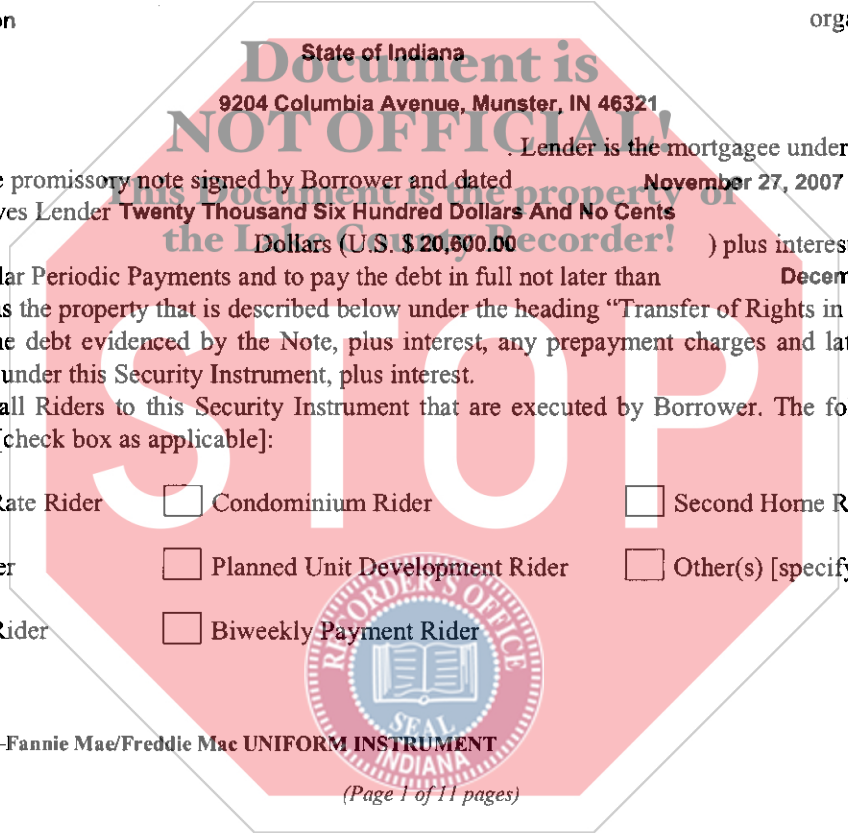 on orga
Document is
State of Indiana
9204 Columbia Avenue, Munster, IN 46321
NOT OFFICIAL!
. Lender is the mortgagee under
e promissory note signed by Borrower and dated November 27, 2007
This Document is the property of
ves Lender Twenty Thousand Six Hundred Dollars And No Cents
the Lake County Recorder!
Dollars (U.S. $ 20,600.00 ) plus interes
lar Periodic Payments and to pay the debt in full not later than Decem
s the property that is described below under the heading “Transfer of Rights in
ne debt evidenced by the Note, plus interest, any prepayment charges and lat
under this Security Instrument, plus interest.
all Riders to this Security Instrument that are executed by Borrower. The fo
[check box as applicable]:
STOP
Rate Rider Condominium Rider Second Home R
er Planned Unit Development Rider Other(s) [specify
Rider Biweekly Payment Rider
RECORDER'S OFFICE
SEAL
INDIANA
–Fannie Mae/Freddie Mac UNIFORM INSTRUMENT
(Page 1 of 11 pages)